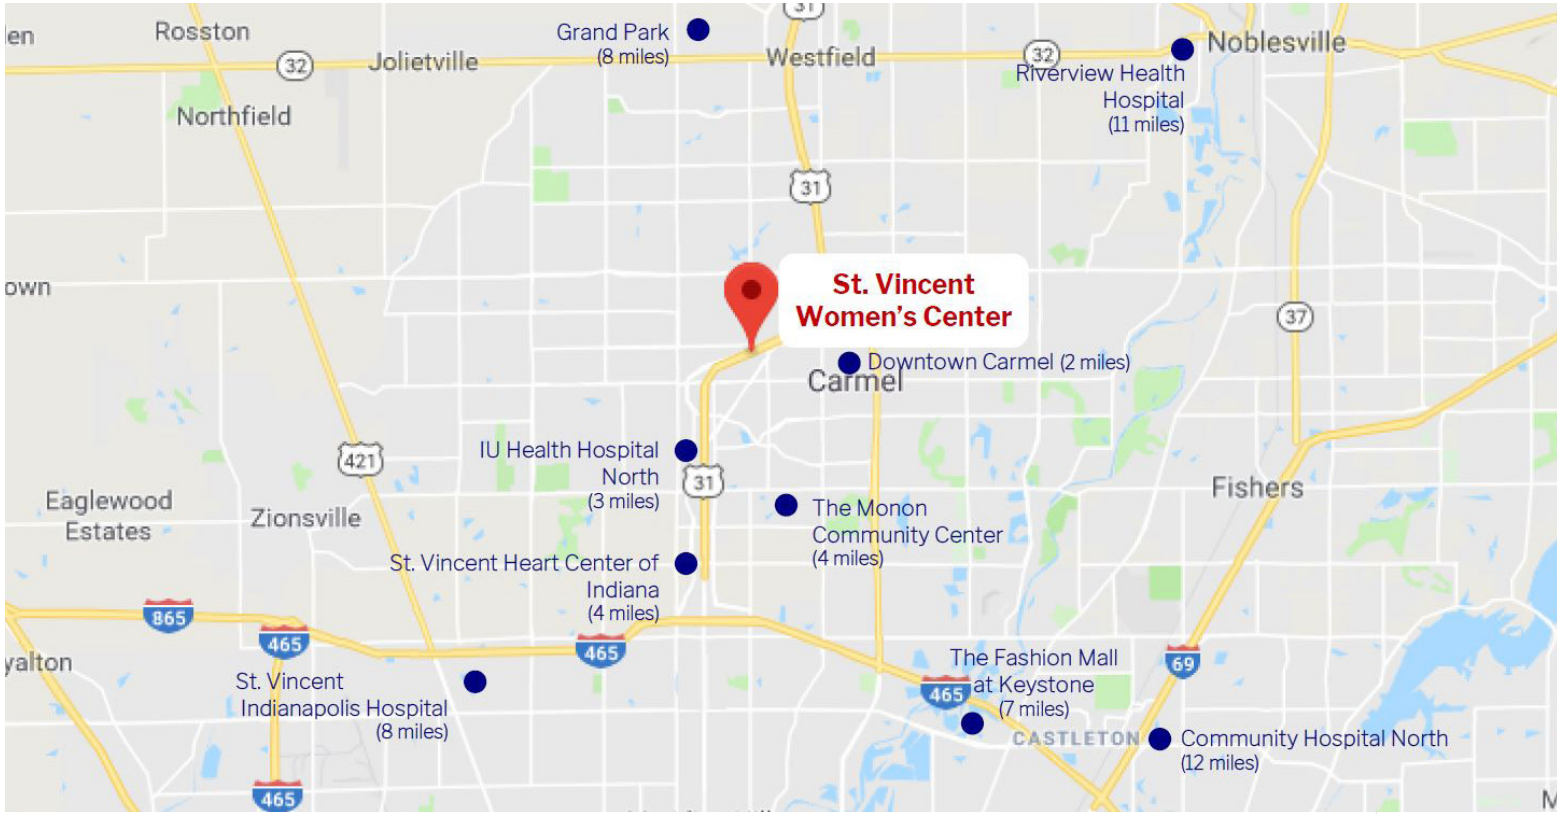 31
en
Rosston
Grand Park
(8 miles)
Westfield
32
Noblesville
32
Jolietville
Riverview Health
Hospital
(11 miles)
Northfield
31
St. Vincent
Women's Center
own
37
Downtown Carmel (2 miles)
Carmel
IU Health Hospital
North
(3 miles)
421
31
Fishers
Eaglewood
Estates
Zionsville
The Monon
Community Center
(4 miles)
St. Vincent Heart Center of
Indiana
(4 miles)
865
465
465
yalton
The Fashion Mall
at Keystone
(7 miles)
69
465
St. Vincent
Indianapolis Hospital
(8 miles)
CASTLETON
Community Hospital North
(12 miles)
465
M